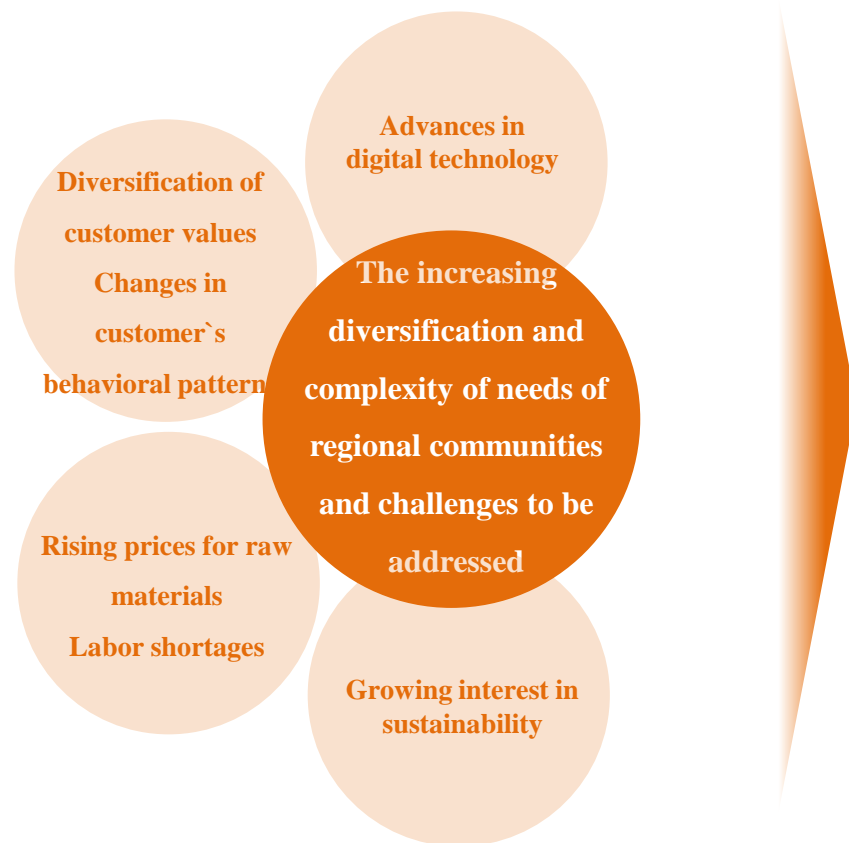 Advances in
digital technology
Diversification of
customer values
Changes in
customer`s
behavioral pattern
The increasing
diversification and
complexity of needs of
regional communities
and challenges to be
addressed
Rising prices for raw
materials
Labor shortages
Growing interest in
sustainability